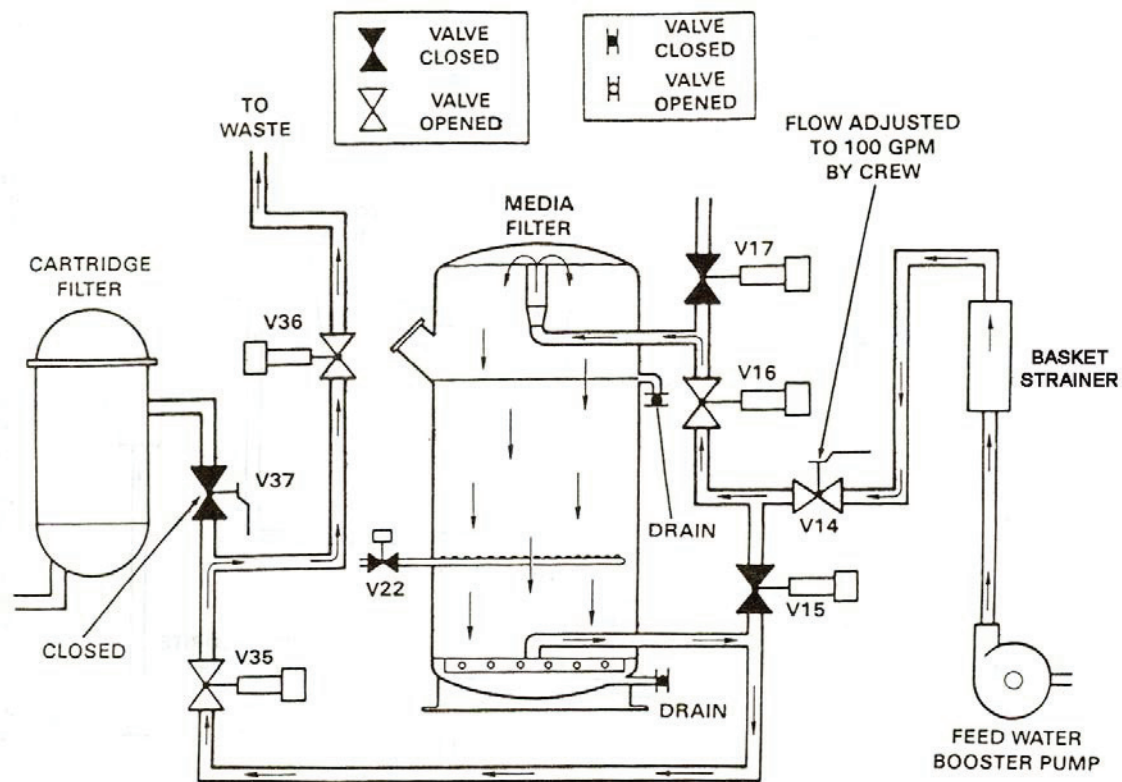 VALVE
CLOSED
VALVE
OPENED
VALVE
CLOSED
VALVE
OPENED
TO
WASTE
FLOW ADJUSTED
TO 100 GPM
BY CREW
MEDIA
FILTER
V17
CARTRIDGE
FILTER
V36
V16
BASKET
STRAINER
V37
V14
DRAIN
V22
V15
CLOSED
V35
DRAIN
FEED WATER
BOOSTER PUMP